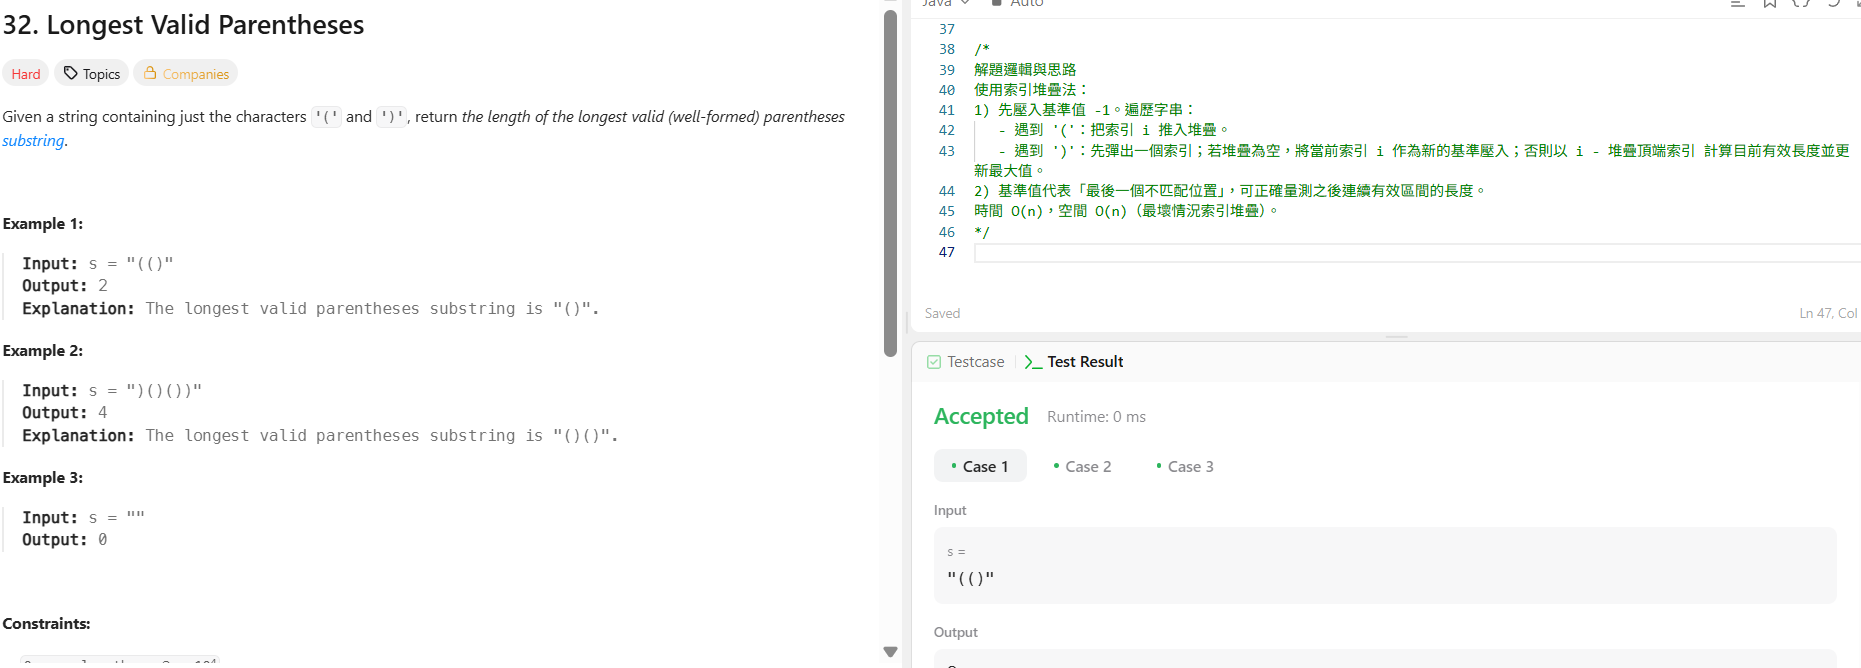 32. Longest Valid Parentheses
Hard Topics Companies
Given a string containing just the characters '(' and ')', return the length of the longest valid (well-formed) parentheses
substring.
Example 1:
Input: s = "(()"
Output: 2
Explanation: The longest valid parentheses substring is "()".
Example 2:
Input: s = ")()())"
Output: 4
Explanation: The longest valid parentheses substring is "()()".
Example 3:
Input: s = ""
Output: 0
Constraints:
Java Auto
37
38 /*
39 解題邏輯與思路
40 使用索引堆疊法：
41 1) 先壓入基準值 -1。遍歷字串：
42 - 遇到 '('：把索引 i 推入堆疊。
43 - 遇到 ')'：先彈出一個索引；若堆疊為空，將當前索引 i 作為新的基準壓入；否則以 i - 堆疊頂端索引 計算目前有效長度並更
新最大值。
44 2) 基準值代表「最後一個不匹配位置」，可正確量測之後連續有效區間的長度。
45 時間 O(n)，空間 O(n)（最壞情況索引堆疊）。
46 */
47
Saved Ln 47, Col
Testcase Test Result
Accepted Runtime: 0 ms
Case 1 Case 2 Case 3
Input
s =
"(()"
Output